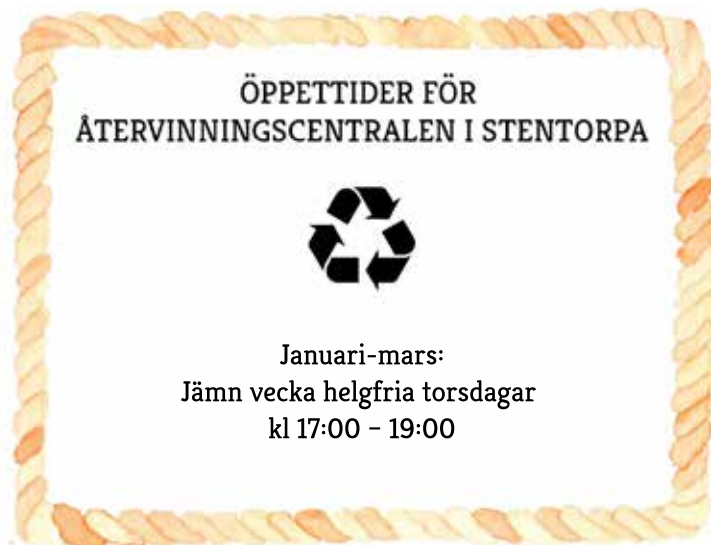 ÖPPETTIDER FÖR
ÅTERVINNINGSCENTRALEN I STENTORPA
Januari-mars:
Jämn vecka helgfria torsdagar
kl 17:00 – 19:00